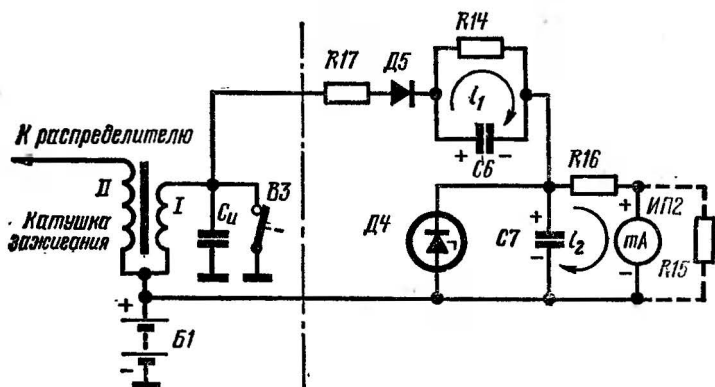 R14
R17
Д5
i₁
К распределителю
+ C6 -
R16
II
I
Cи
В3
+
+
ИП2
Катушка
зажигания
Д4
C7
i₂
mA
R15
-
-
+
Б1
-